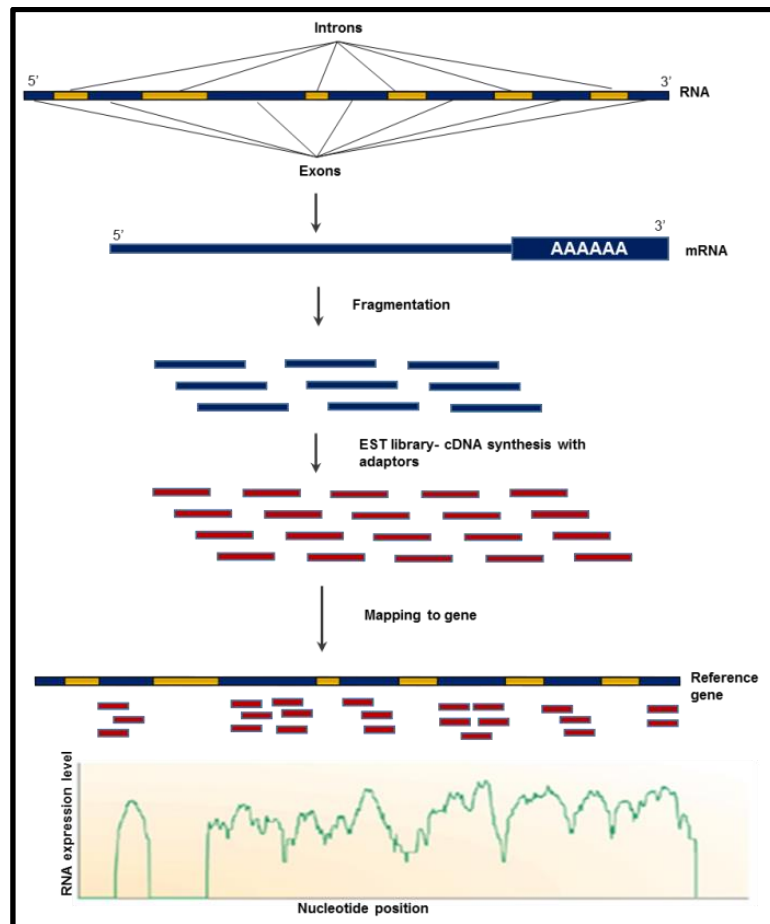 Introns
5’
3’
RNA
Exons
5’
3’
AAAAAA
mRNA
Fragmentation
EST library- cDNA synthesis with
adaptors
Mapping to gene
Reference
gene
RNA expression level
Nucleotide position